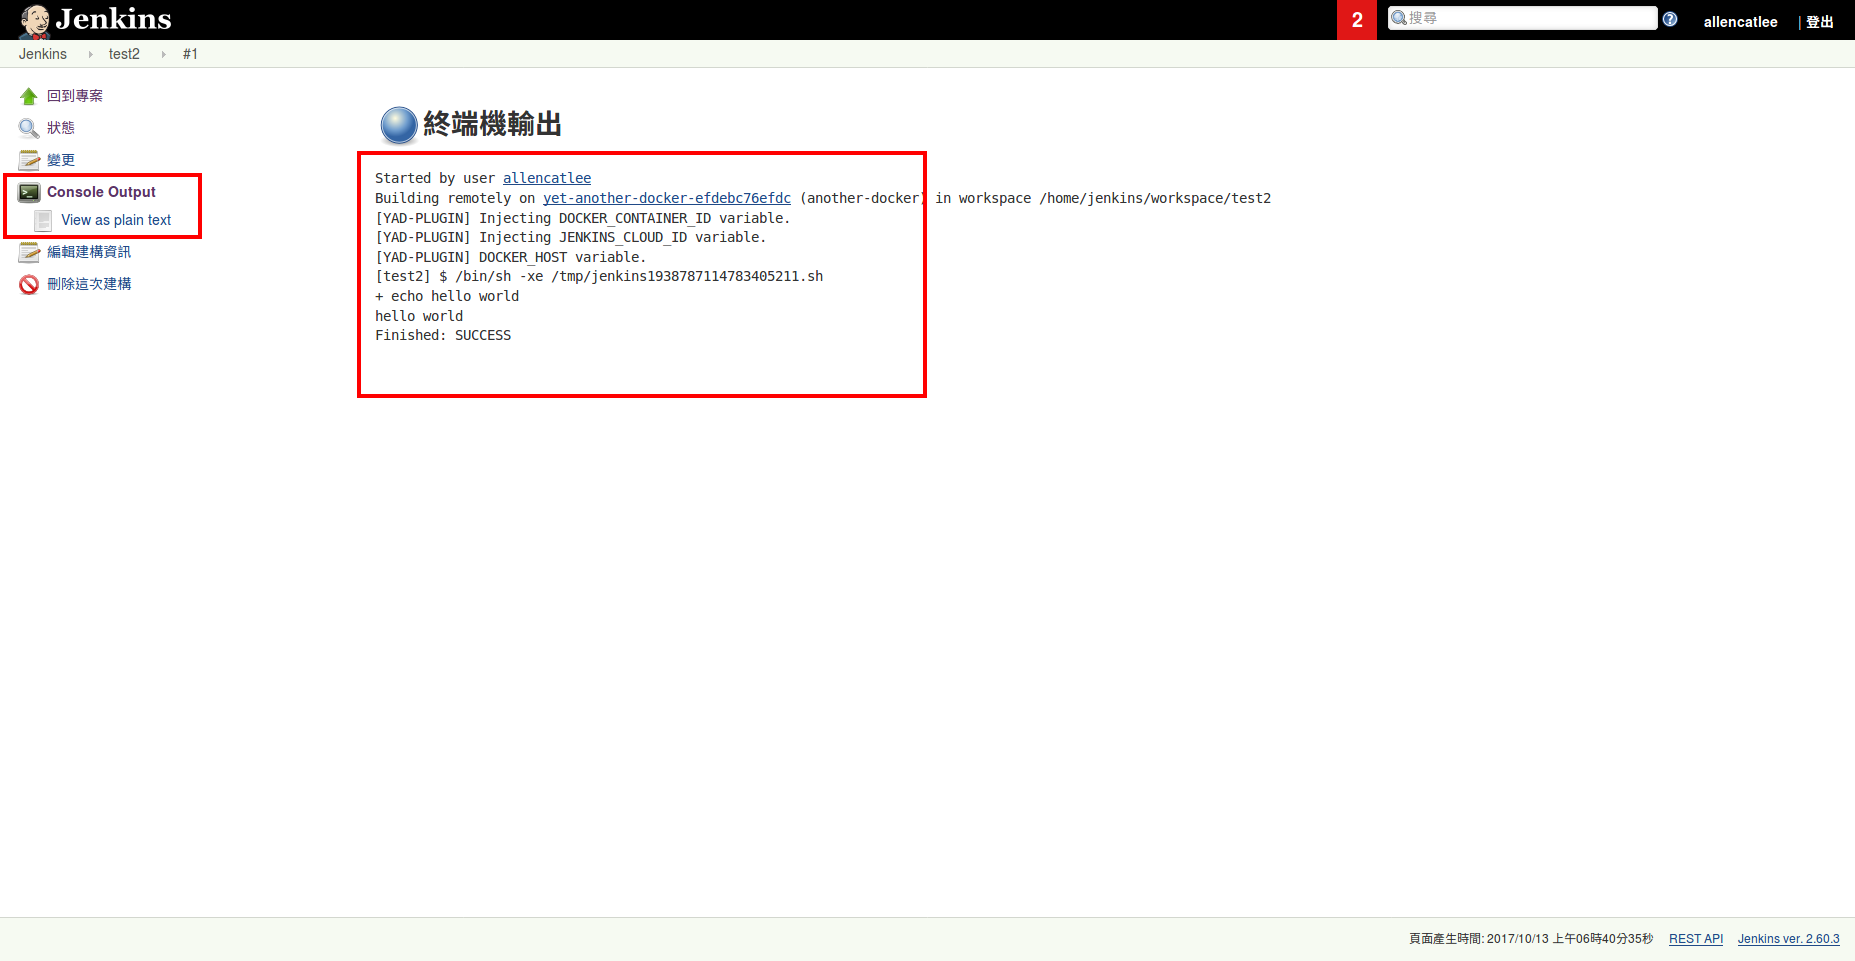 Jenkins
2
搜尋
allencatlee
| 登出
Jenkins
test2
#1
回到專案
狀態
變更
Console Output
View as plain text
編輯建構資訊
刪除這次建構
終端機輸出
Started by user allencatlee
Building remotely on yet-another-docker-efdebc76efdc (another-docker) in workspace /home/jenkins/workspace/test2
[YAD-PLUGIN] Injecting DOCKER_CONTAINER_ID variable.
[YAD-PLUGIN] Injecting JENKINS_CLOUD_ID variable.
[YAD-PLUGIN] DOCKER_HOST variable.
[test2] $ /bin/sh -xe /tmp/jenkins1938787114783405211.sh
+ echo hello world
hello world
Finished: SUCCESS
頁面產生時間: 2017/10/13 上午06時40分35秒
REST API
Jenkins ver. 2.60.3